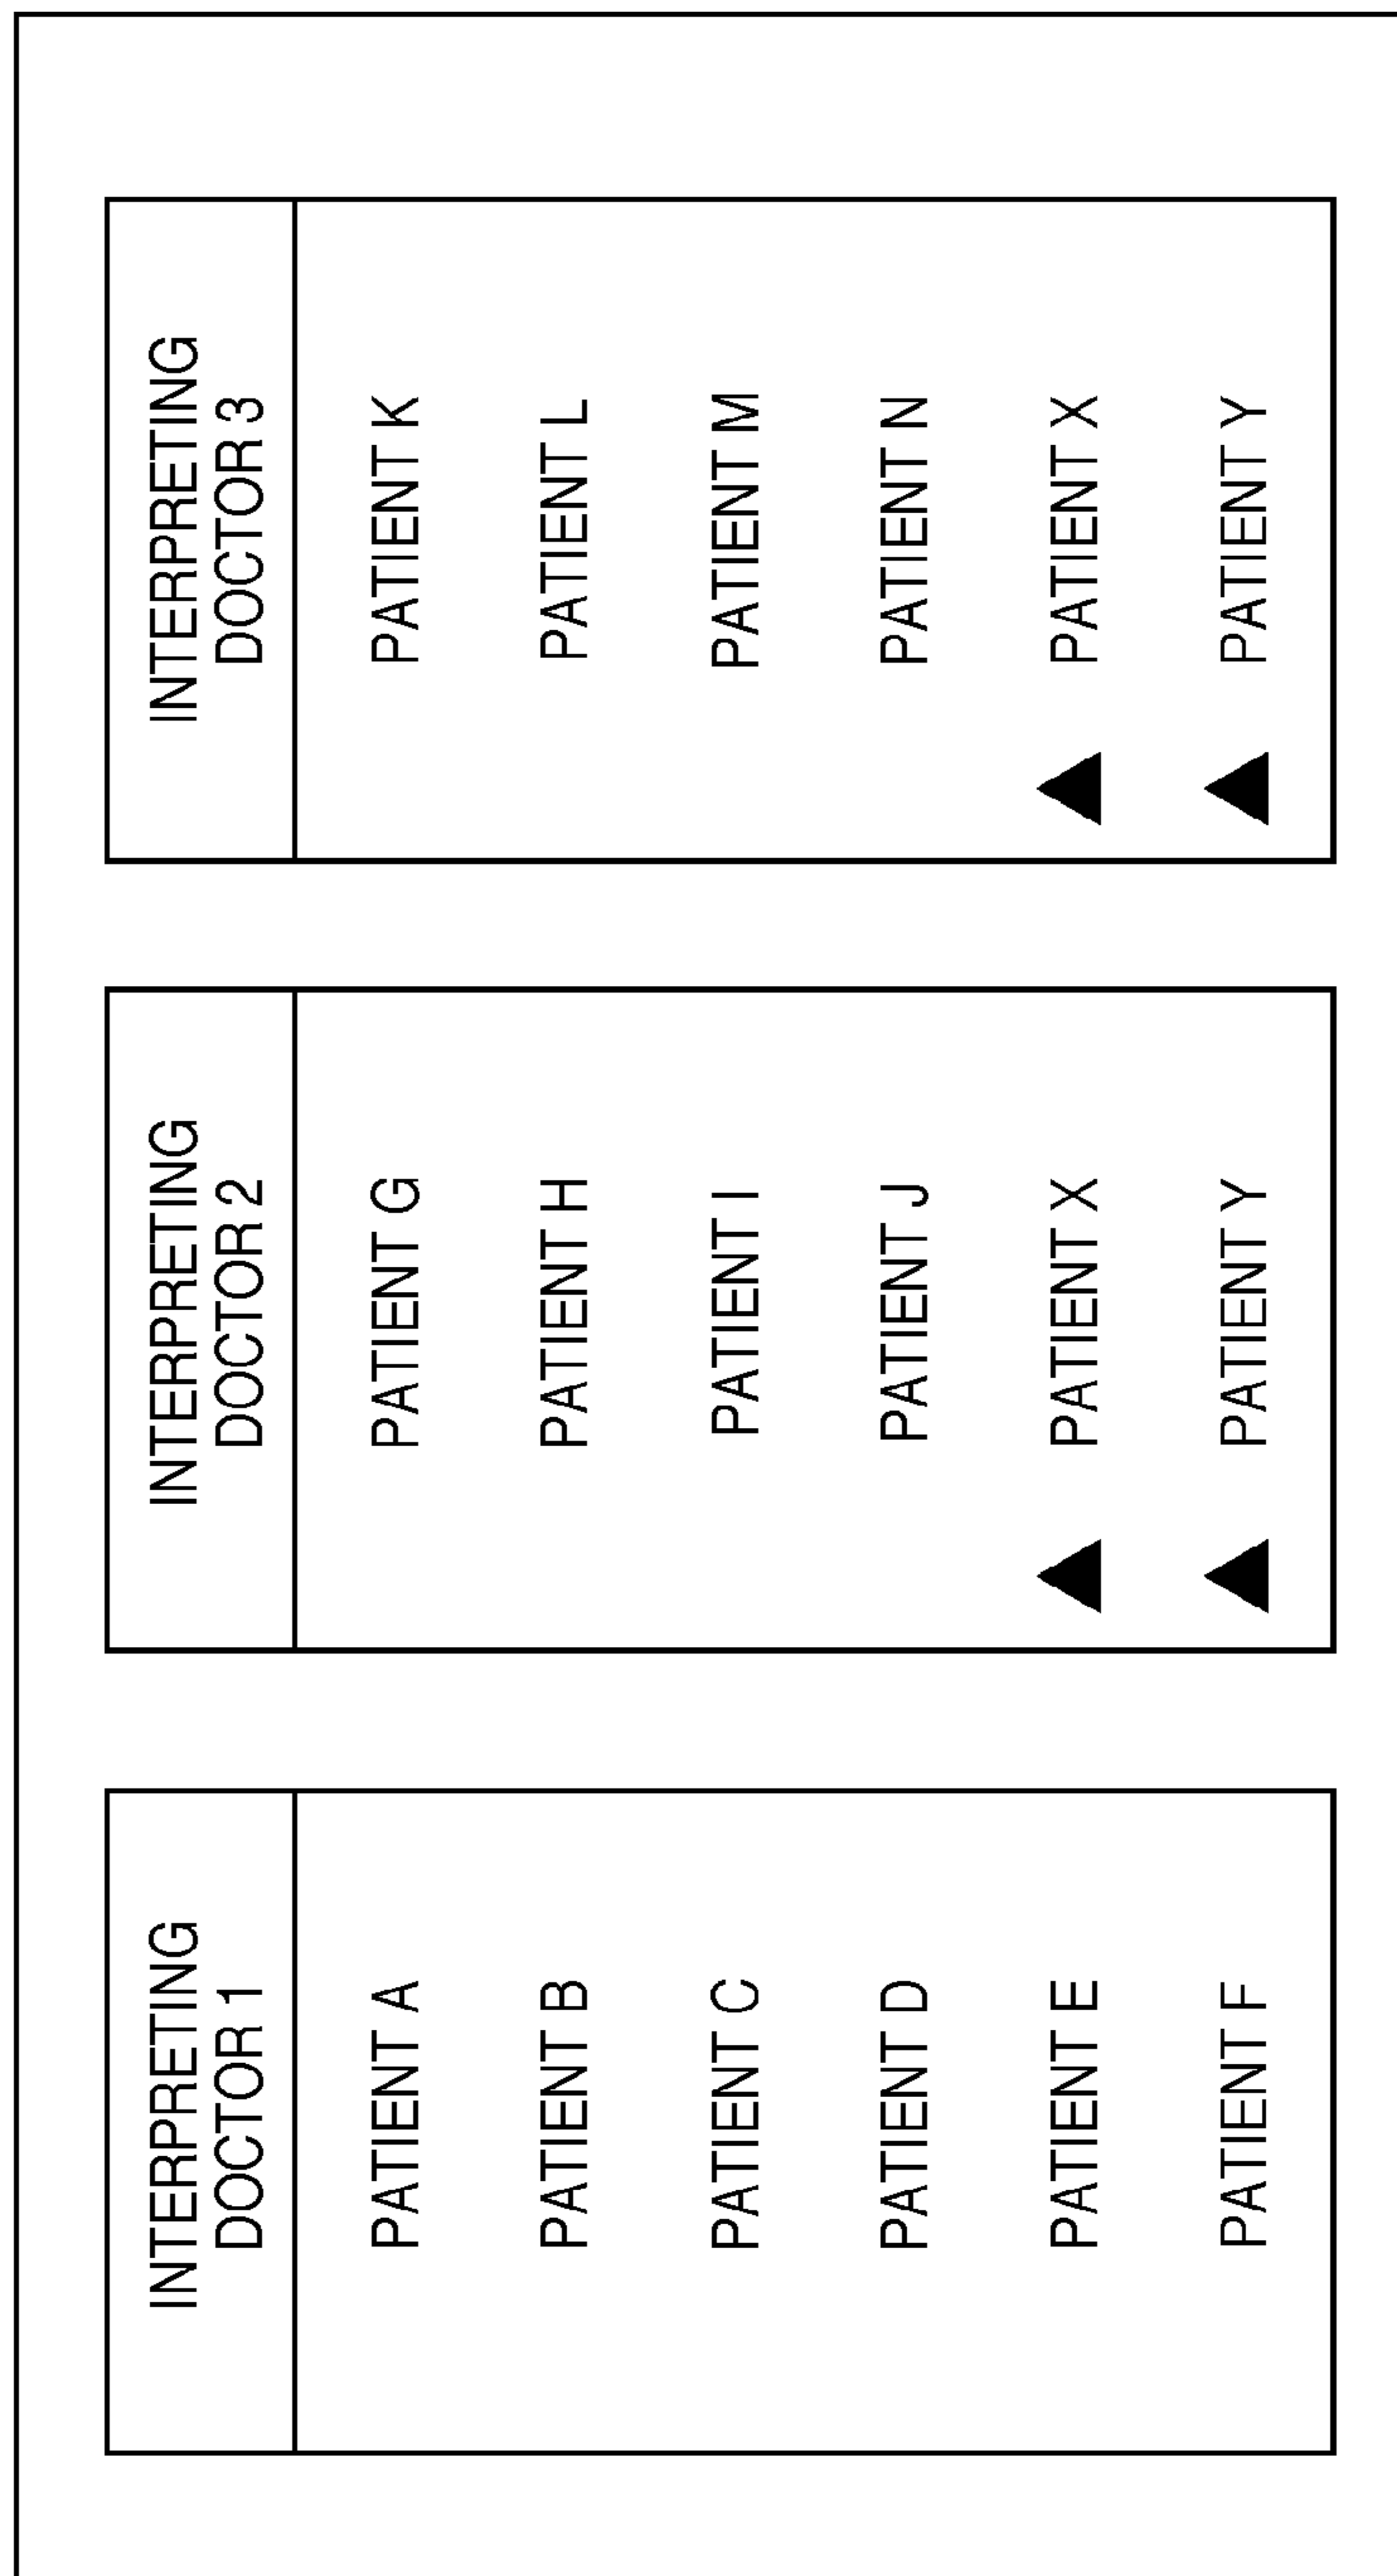 INTERPRETING
DOCTOR 1
PATIENT A
PATIENT B
PATIENT C
PATIENT D
PATIENT E
PATIENT F
INTERPRETING
DOCTOR 2
PATIENT G
PATIENT H
PATIENT I
PATIENT J
▲ PATIENT X
▲ PATIENT Y
INTERPRETING
DOCTOR 3
PATIENT K
PATIENT L
PATIENT M
PATIENT N
▲ PATIENT X
▲ PATIENT Y